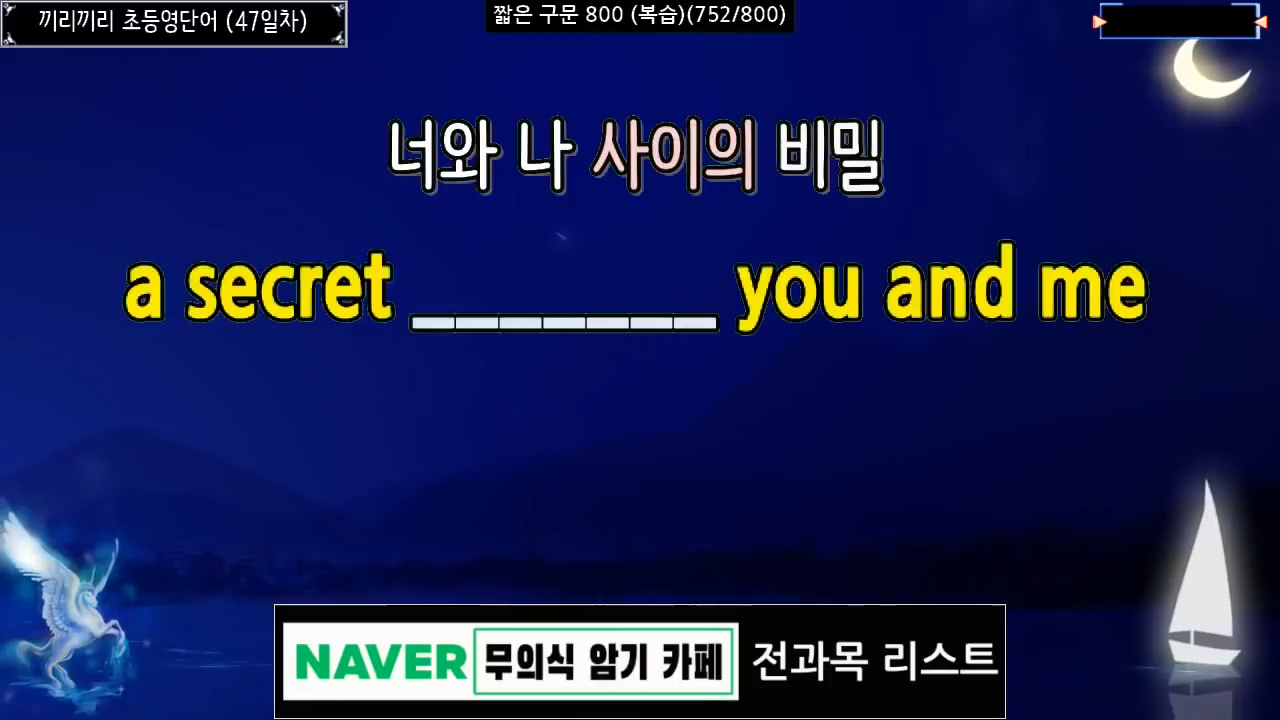 끼리끼리 초등영단어 (47일차)
짧은 구문 800 (복습)(752/800)
너와 나 사이의 비밀
a secret _______ you and me
NAVER 무의식 암기 카페 전과목 리스트